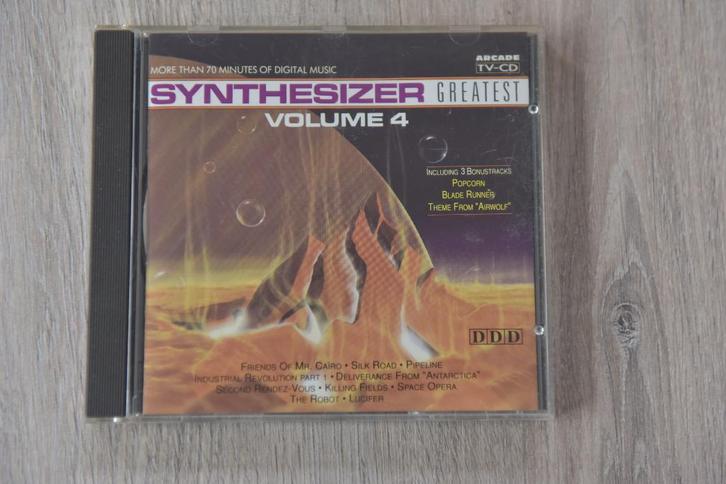 ARCADE
MORE THAN 70 MINUTES OF DIGITAL MUSIC
TV-CD
SYNTHESIZER GREATEST
VOLUME 4
INCLUDING 3 BONUSTRACKS
POPCORN
BLADE RUNNER
THEME FROM "AIRWOLF"
DDD
FRIENDS OF MR. CAIRO • SILK ROAD • PIPELINE
INDUSTRIAL REVOLUTION PART 1 • DELIVERANCE FROM "ANTARCTICA"
SECOND RENDEZ-VOUS • KILLING FIELDS • SPACE OPERA
THE ROBOT • LUCIFER